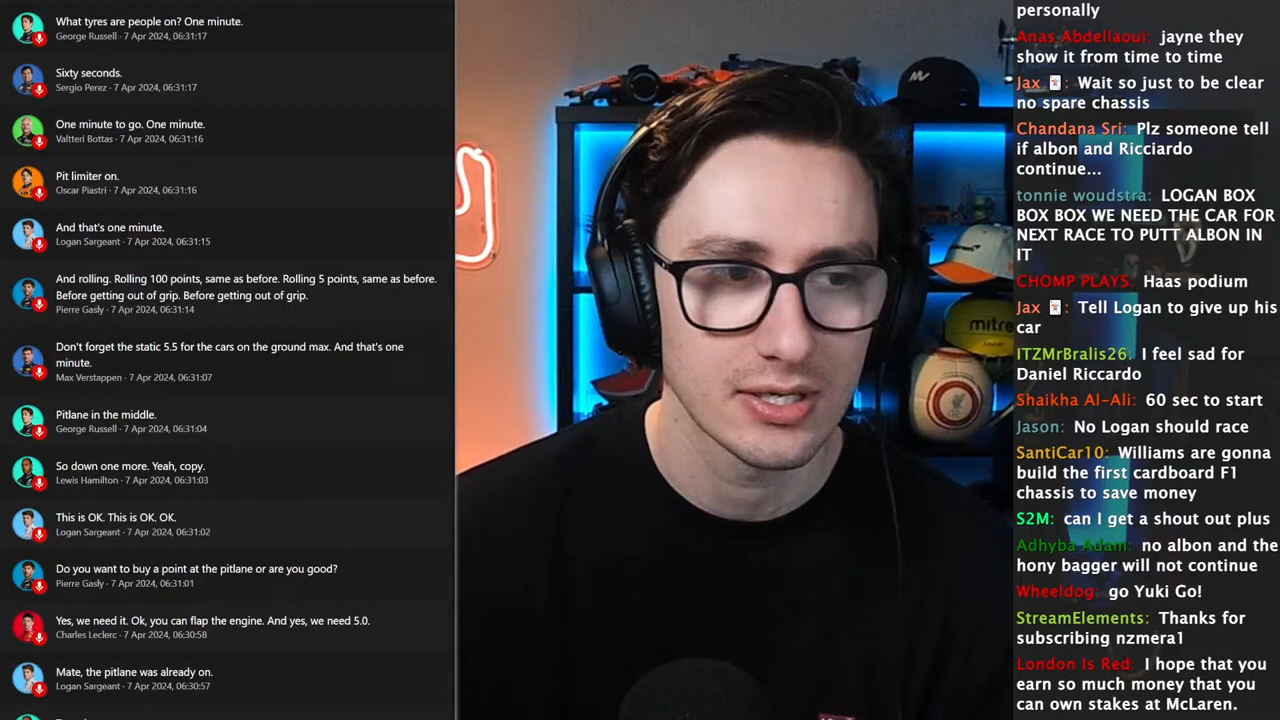 What tyres are people on? One minute.
George Russell · 7 Apr 2024, 06:31:17
Sixty seconds.
Sergio Perez · 7 Apr 2024, 06:31:17
One minute to go. One minute.
Valtteri Bottas · 7 Apr 2024, 06:31:16
Pit limiter on.
Oscar Piastri · 7 Apr 2024, 06:31:16
And that's one minute.
Logan Sargeant · 7 Apr 2024, 06:31:15
And rolling. Rolling 100 points, same as before. Rolling 5 points, same as before.
Before getting out of grip. Before getting out of grip.
Pierre Gasly · 7 Apr 2024, 06:31:14
Don't forget the static 5.5 for the cars on the ground max. And that's one
minute.
Max Verstappen · 7 Apr 2024, 06:31:07
Pitlane in the middle.
George Russell · 7 Apr 2024, 06:31:04
So down one more. Yeah, copy.
Lewis Hamilton · 7 Apr 2024, 06:31:03
This is OK. This is OK. OK.
Logan Sargeant · 7 Apr 2024, 06:31:02
Do you want to buy a point at the pitlane or are you good?
Pierre Gasly · 7 Apr 2024, 06:31:01
Yes, we need it. Ok, you can flap the engine. And yes, we need 5.0.
Charles Leclerc · 7 Apr 2024, 06:30:58
Mate, the pitlane was already on.
Logan Sargeant · 7 Apr 2024, 06:30:57
mitre
personally
Anas Abdellaoui: jayne they
show it from time to time
Jax: Wait so just to be clear
no spare chassis
Chandana Sri: Plz someone tell
if albon and Ricciardo
continue...
tonnie woudstra: LOGAN BOX
BOX BOX WE NEED THE CAR FOR
NEXT RACE TO PUTT ALBON IN
IT
CHOMP PLAYS: Haas podium
Jax: Tell Logan to give up his
car
ITZMrBralis26: I feel sad for
Daniel Riccardo
Shaikha Al-Ali: 60 sec to start
Jason: No Logan should race
SantiCar10: Williams are gonna
build the first cardboard F1
chassis to save money
S2M: can I get a shout out plus
Adhyba Adam: no albon and the
hony bagger will not continue
Wheeldog: go Yuki Go!
StreamElements: Thanks for
subscribing nzmera1
London Is Red: I hope that you
earn so much money that you
can own stakes at McLaren.